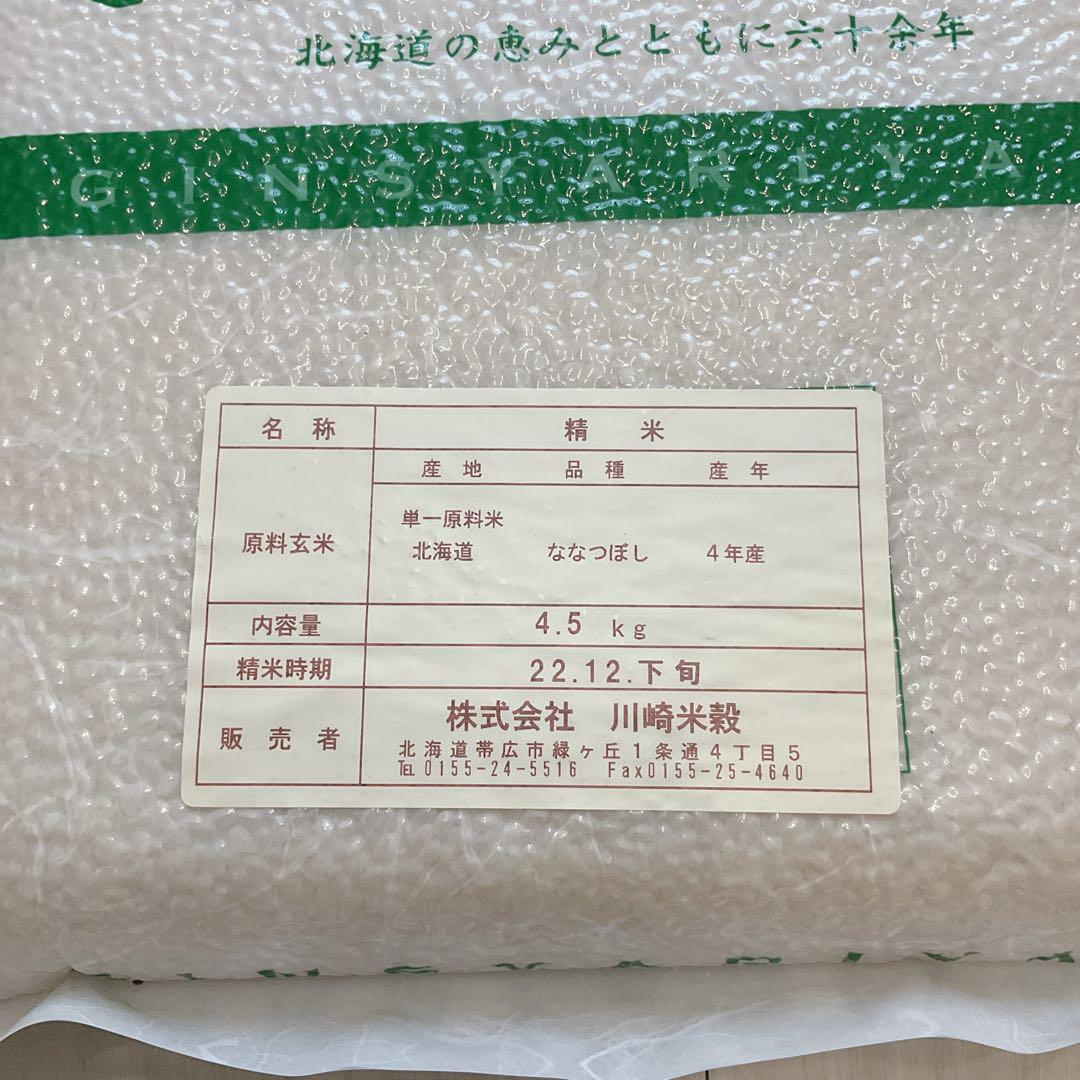 北海道の恵みとともに六十余年
GINSYARIYA
名称 精米
産地 品種 産年
原料玄米
単一原料米
北海道 ななつぼし 4年産
内容量 4.5 kg
精米時期 22.12.下旬
販売者
株式会社 川崎米穀
北海道帯広市緑ヶ丘1条通4丁目5
℡0155-24-5516 Fax0155-25-4640